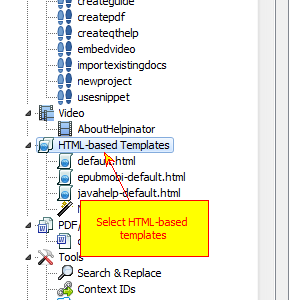 createguide
createpdf
createqthelp
embedvideo
importexistingdocs
newproject
usesnippet
Video
AboutHelpinator
HTML-based Templates
default.html
epubmobi-default.html
javahelp-default.html
Select HTML-based
templates
PDF
Tools
Search & Replace
Context IDs